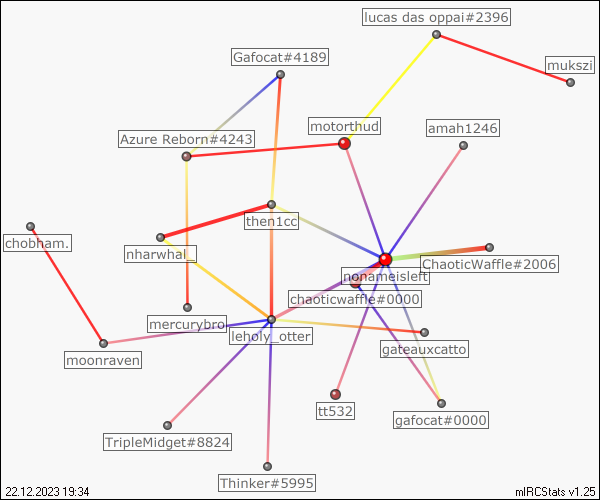 lucas das oppai#2396
Gafocat#4189
mukszi
motorthud
amah1246
Azure Reborn#4243
then1cc
chobham.
nharwhal_
nonameisleft
ChaoticWaffle#2006
chaoticwaffle#0000
mercurybro
leholy_otter
moonraven
gateauxcatto
tt532
gafocat#0000
TripleMidget#8824
Thinker#5995
22.12.2023 19:34
mIRCStats v1.25